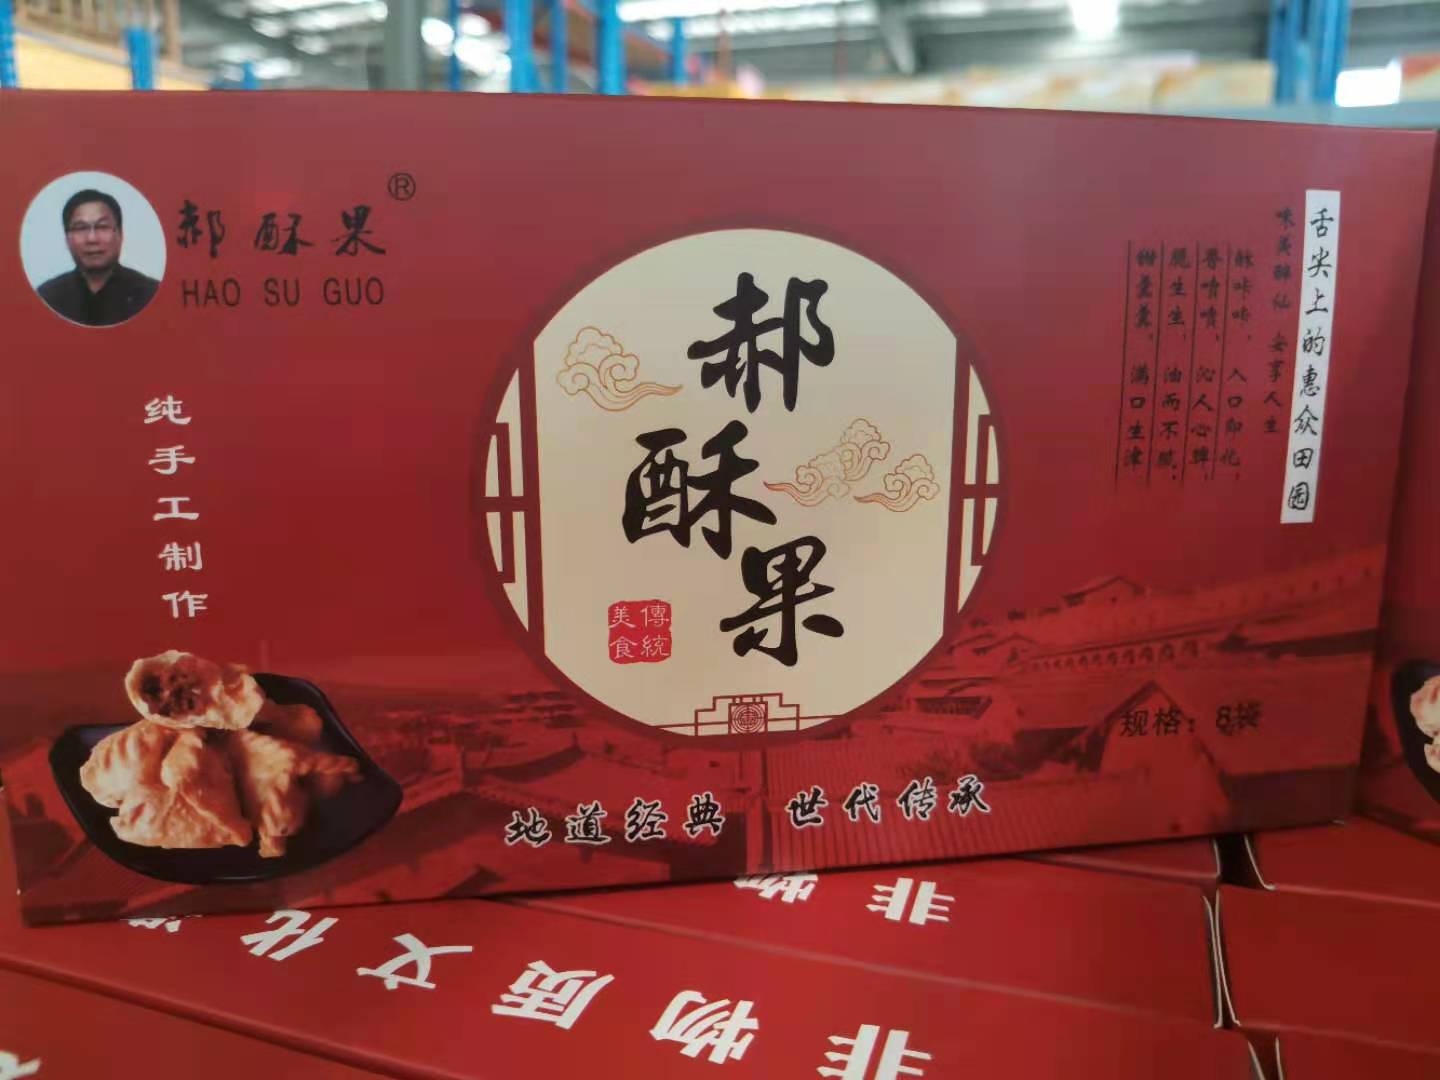 郝酥果®
HAO SU GUO
纯手工制作
郝酥果
傳統
美食
舌尖上的惠众田园
味美醉仙 安享人生
酥咔咔，入口即化，
香喷喷，沁人心脾，
脆生生，油而不腻，
甜羹羹，满口生津
规格：8袋
地道经典 世代传承
非物
非物质文化